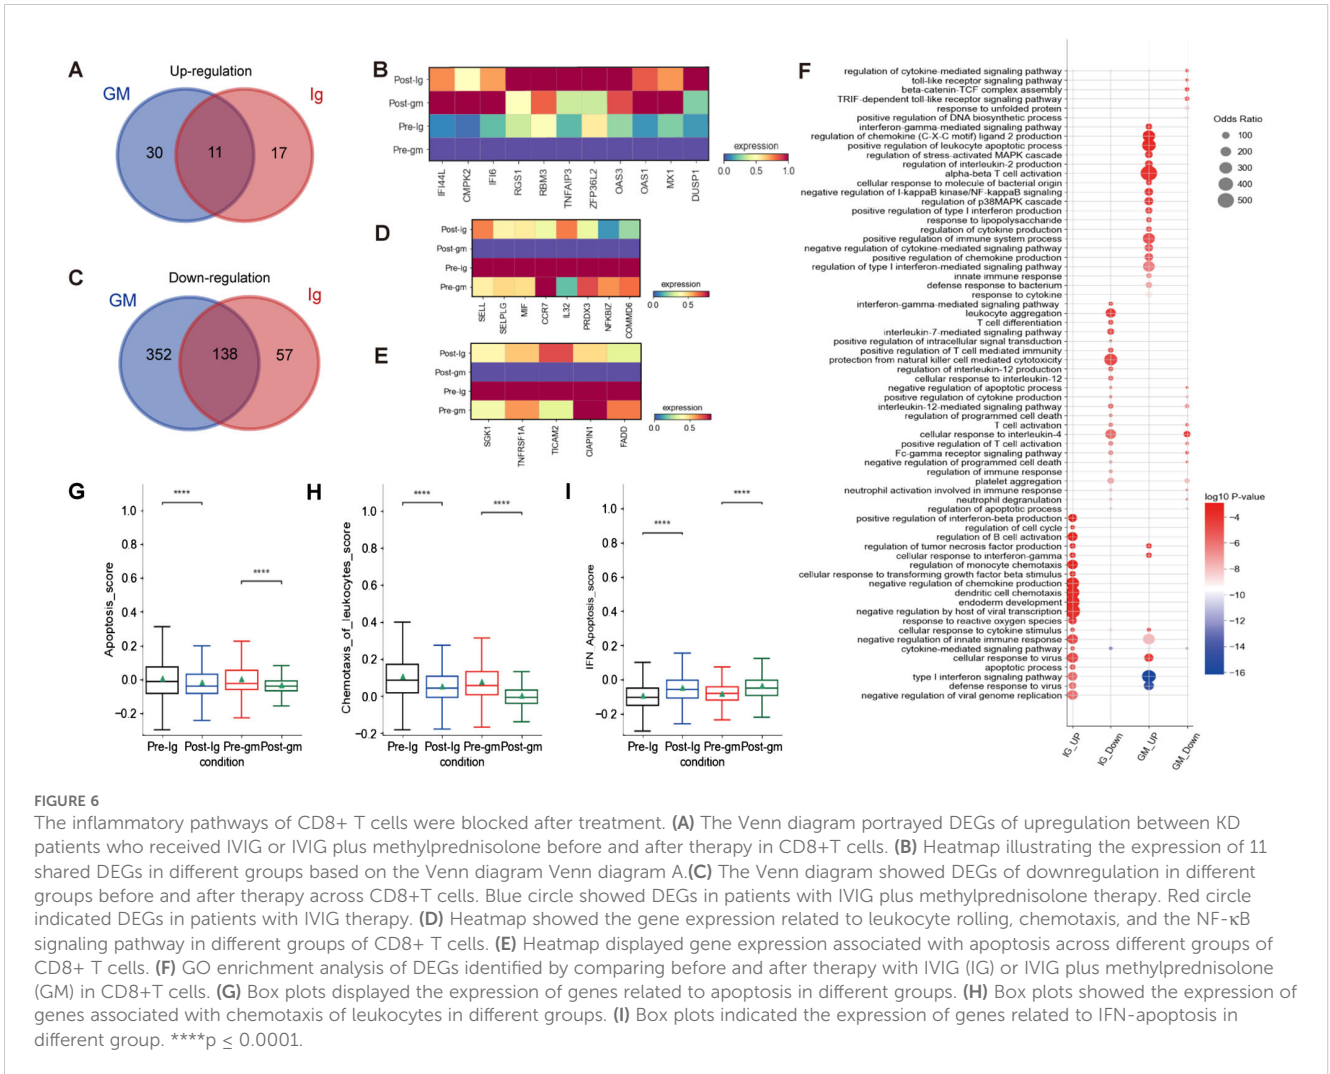 A
Up-regulation
GM
Ig
30
11
17
B
Post-Ig
Post-gm
Pre-Ig
Pre-gm
IFI44L
CMPK2
IFI6
RGS1
RBM3
TNFAIP3
ZFP36L2
OAS3
OAS1
MX1
DUSP1
expression
0.0
0.5
1.0
C
Down-regulation
GM
Ig
352
138
57
D
Post-ig
Post-gm
Pre-ig
Pre-gm
SELL
SELPLG
MIF
CCR7
IL32
PRDX3
NFKBIZ
COMMD6
expression
0.0
0.5
E
Post-Ig
Post-gm
Pre-Ig
Pre-gm
SGK1
TNFRSF1A
TICAM2
CIAPIN1
FADD
expression
0.0
0.5
F
regulation of cytokine-mediated signaling pathway
toll-like receptor signaling pathway
beta-catenin-TCF complex assembly
TRIF-dependent toll-like receptor signaling pathway
response to unfolded protein
positive regulation of DNA biosynthetic process
interferon-gamma-mediated signaling pathway
regulation of chemokine (C-X-C motif) ligand 2 production
positive regulation of leukocyte apoptotic process
regulation of stress-activated MAPK cascade
regulation of interleukin-2 production
alpha-beta T cell activation
cellular response to molecule of bacterial origin
negative regulation of I-kappaB kinase/NF-kappaB signaling
regulation of p38MAPK cascade
positive regulation of type I interferon production
response to lipopolysaccharide
regulation of cytokine production
positive regulation of immune system process
negative regulation of cytokine-mediated signaling pathway
positive regulation of chemokine production
regulation of type I interferon-mediated signaling pathway
innate immune response
defense response to bacterium
response to cytokine
interferon-gamma-mediated signaling pathway
leukocyte aggregation
T cell differentiation
interleukin-7-mediated signaling pathway
positive regulation of intracellular signal transduction
positive regulation of T cell mediated immunity
protection from natural killer cell mediated cytotoxicity
regulation of interleukin-12 production
cellular response to interleukin-12
negative regulation of apoptotic process
positive regulation of cytokine production
interleukin-12-mediated signaling pathway
regulation of programmed cell death
T cell activation
cellular response to interleukin-4
positive regulation of T cell activation
Fc-gamma receptor signaling pathway
negative regulation of programmed cell death
regulation of immune response
platelet aggregation
neutrophil activation involved in immune response
neutrophil degranulation
regulation of apoptotic process
positive regulation of interferon-beta production
regulation of cell cycle
regulation of B cell activation
regulation of tumor necrosis factor production
cellular response to interferon-gamma
regulation of monocyte chemotaxis
cellular response to transforming growth factor beta stimulus
negative regulation of chemokine production
dendritic cell chemotaxis
endoderm development
negative regulation by host of viral transcription
response to reactive oxygen species
cellular response to cytokine stimulus
negative regulation of innate immune response
cytokine-mediated signaling pathway
cellular response to virus
apoptotic process
type I interferon signaling pathway
defense response to virus
negative regulation of viral genome replication
IG_UP
IG_Down
GM_UP
GM_Down
Odds Ratio
100
200
300
400
500
log10 P-value
−4
−6
−8
−10
−12
−14
−16
G
Apoptosis_score
1.0
0.8
0.6
0.4
0.2
0.0
−0.2
****
****
Pre-Ig
Post-Ig
Pre-gm
Post-gm
condition
H
Chemotaxis_of_leukocytes_score
1.0
0.8
0.6
0.4
0.2
0.0
−0.2
****
****
Pre-Ig
Post-Ig
Pre-gm
Post-gm
condition
I
IFN_Apoptosis_score
1.0
0.8
0.6
0.4
0.2
0.0
−0.2
****
****
Pre-Ig
Post-Ig
Pre-gm
Post-gm
condition
FIGURE 6
The inflammatory pathways of CD8+ T cells were blocked after treatment. (A) The Venn diagram portrayed DEGs of upregulation between KD
patients who received IVIG or IVIG plus methylprednisolone before and after therapy in CD8+T cells. (B) Heatmap illustrating the expression of 11
shared DEGs in different groups based on the Venn diagram Venn diagram A.(C) The Venn diagram showed DEGs of downregulation in different
groups before and after therapy across CD8+T cells. Blue circle showed DEGs in patients with IVIG plus methylprednisolone therapy. Red circle
indicated DEGs in patients with IVIG therapy. (D) Heatmap showed the gene expression related to leukocyte rolling, chemotaxis, and the NF-κB
signaling pathway in different groups of CD8+ T cells. (E) Heatmap displayed gene expression associated with apoptosis across different groups of
CD8+ T cells. (F) GO enrichment analysis of DEGs identified by comparing before and after therapy with IVIG (IG) or IVIG plus methylprednisolone
(GM) in CD8+T cells. (G) Box plots displayed the expression of genes related to apoptosis in different groups. (H) Box plots showed the expression of
genes associated with chemotaxis of leukocytes in different groups. (I) Box plots indicated the expression of genes related to IFN-apoptosis in
different group. ****p ≤ 0.0001.